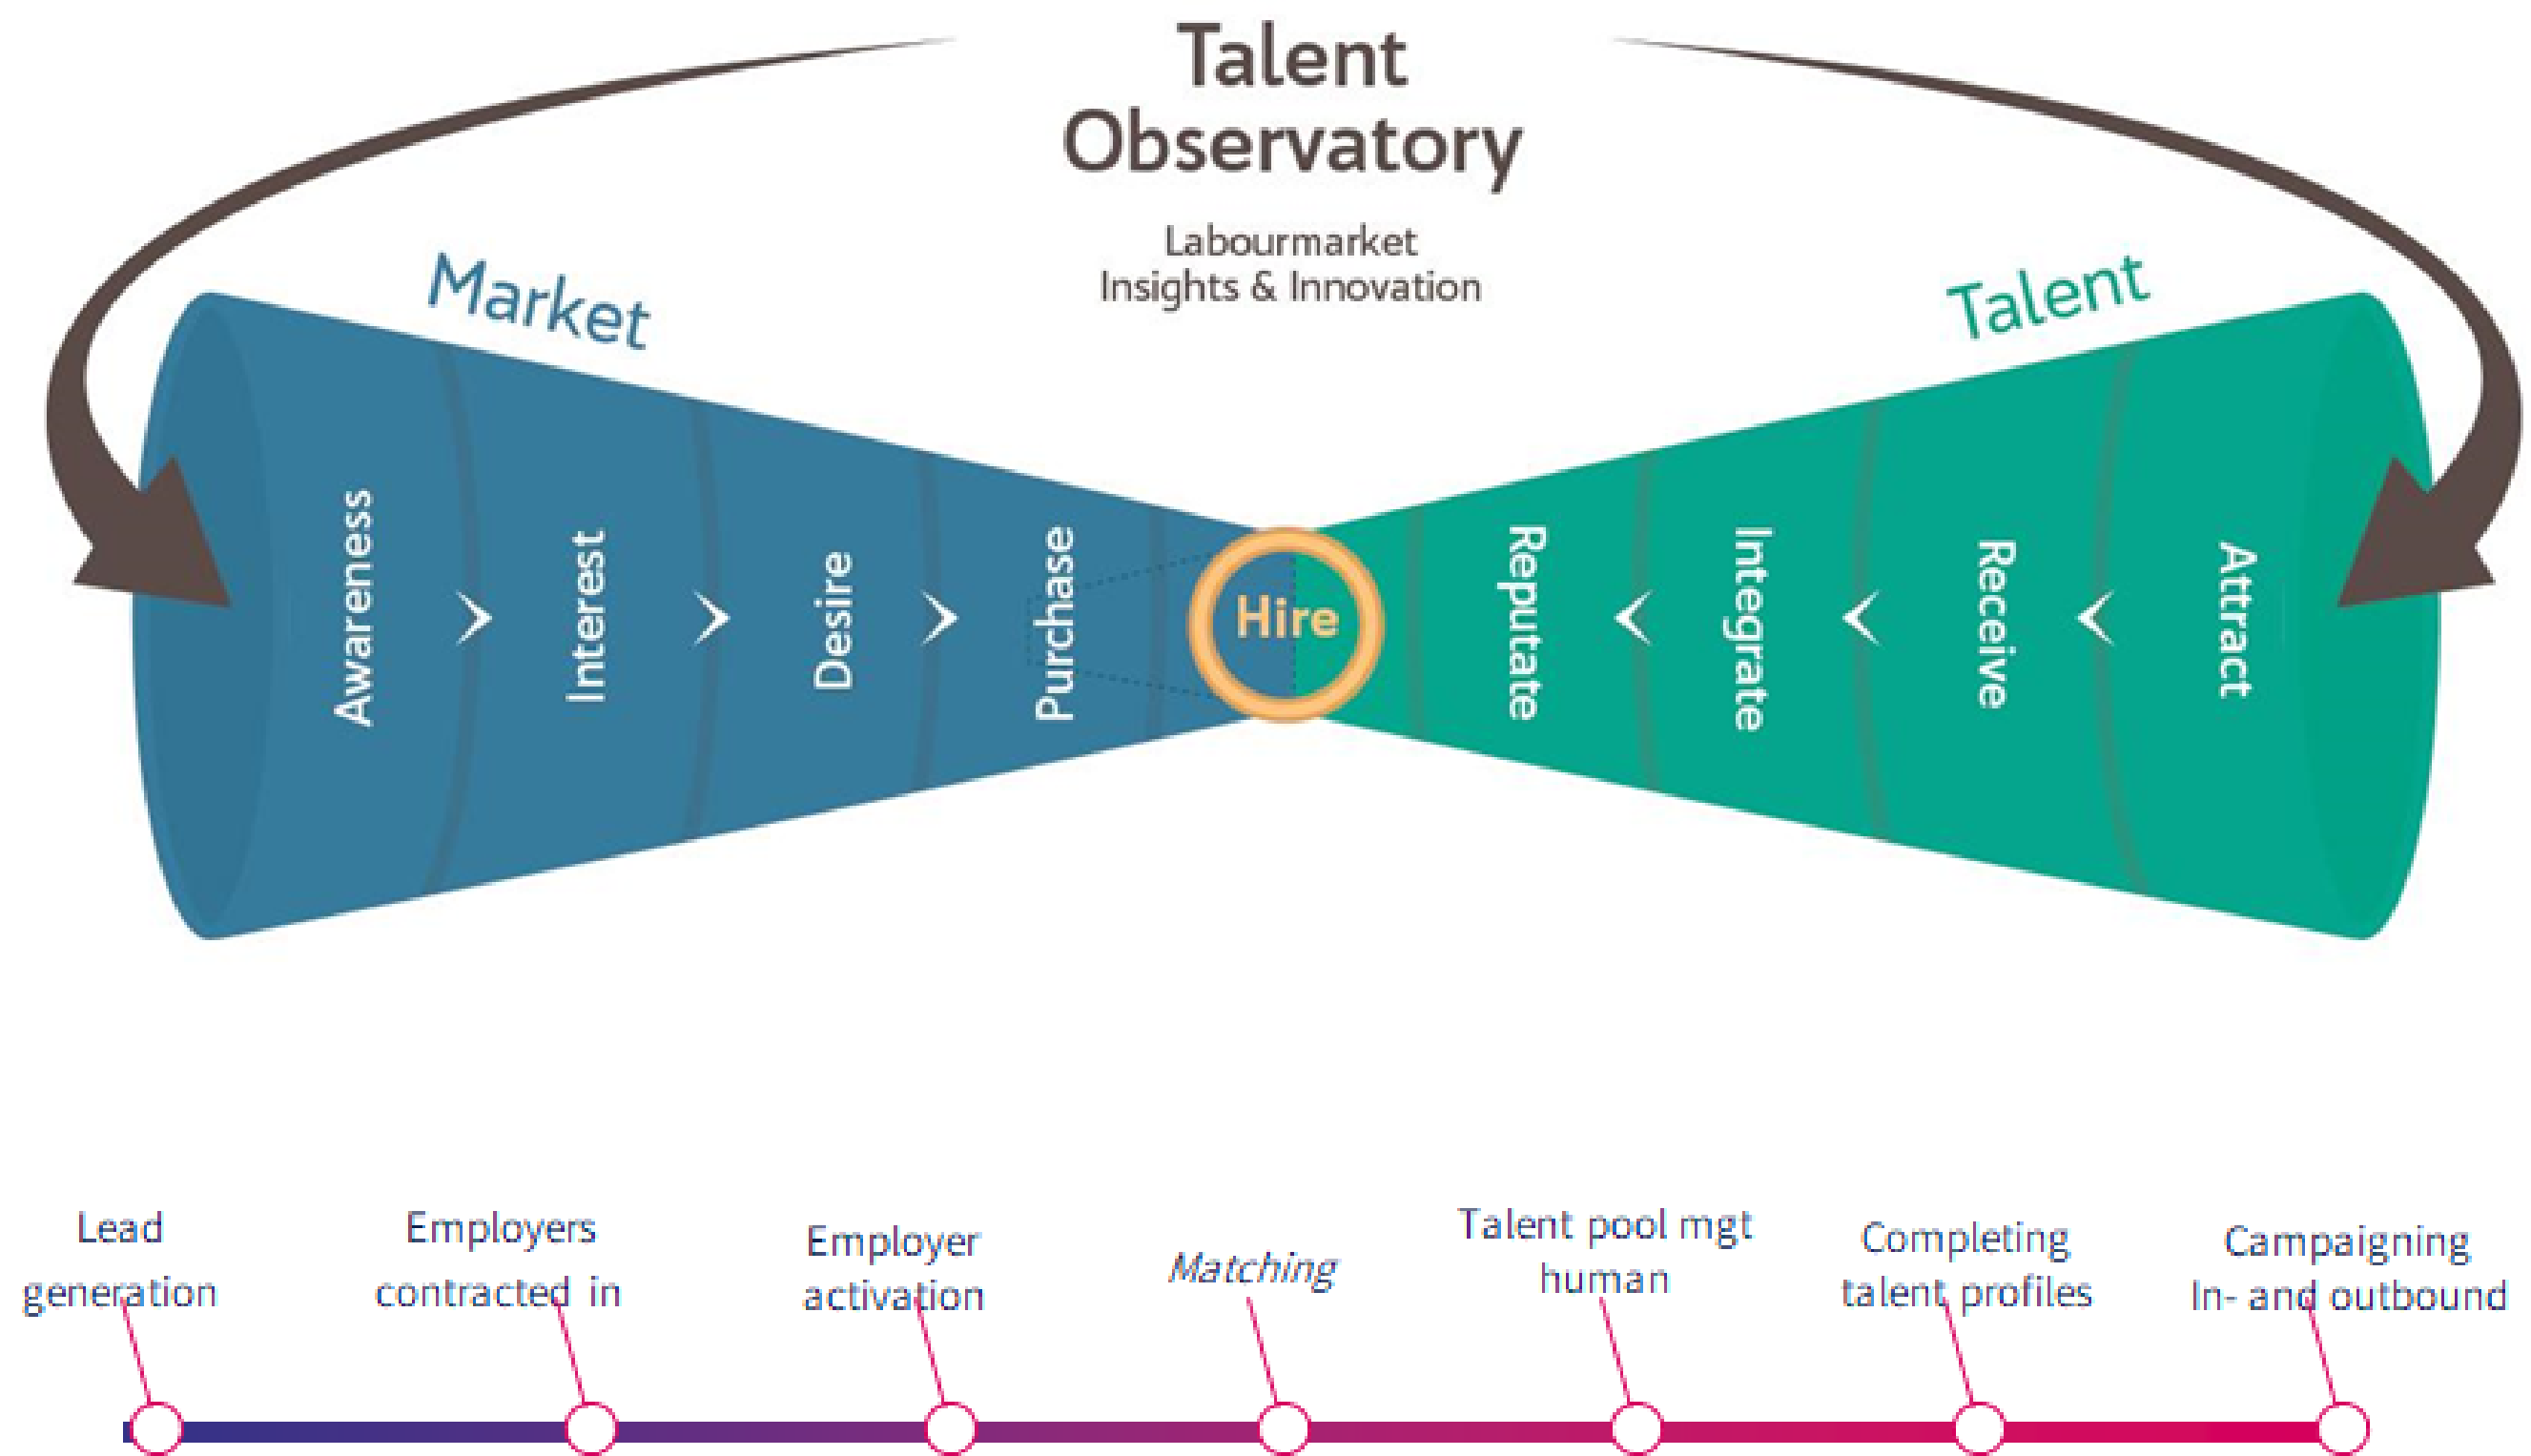 Talent
Observatory
Labourmarket
Insights & Innovation
Market
Talent
Awareness
Interest
Desire
Purchase
Hire
Reputate
Integrate
Receive
Attract
Lead
generation
Employers
contracted in
Employer
activation
Matching
Talent pool mgt
human
Completing
talent profiles
Campaigning
In- and outbound